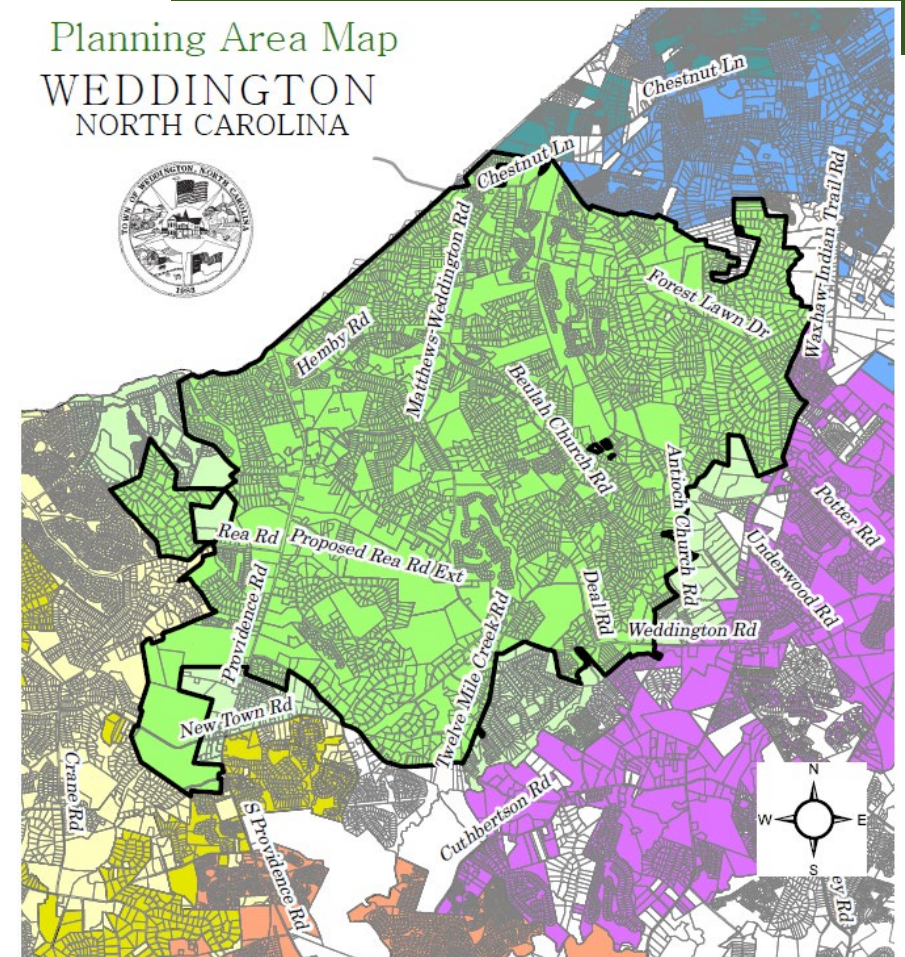 Planning Area Map
WEDDINGTON
NORTH CAROLINA
TOWN OF WEDDINGTON, NORTH CAROLINA
1983
Chestnut Ln
Chestnut Ln
Waxhaw-Indian Trail Rd
Matthews-Weddington Rd
Forest Lawn Dr
Hemby Rd
Beulah Church Rd
Antioch Church Rd
Potter Rd
Rea Rd
Proposed Rea Rd Ext
Underwood Rd
Providence Rd
Deal Rd
Weddington Rd
Twelve Mile Creek Rd
New Town Rd
Crane Rd
Cuthbertson Rd
S Providence Rd
N
W
E
S
ey Rd